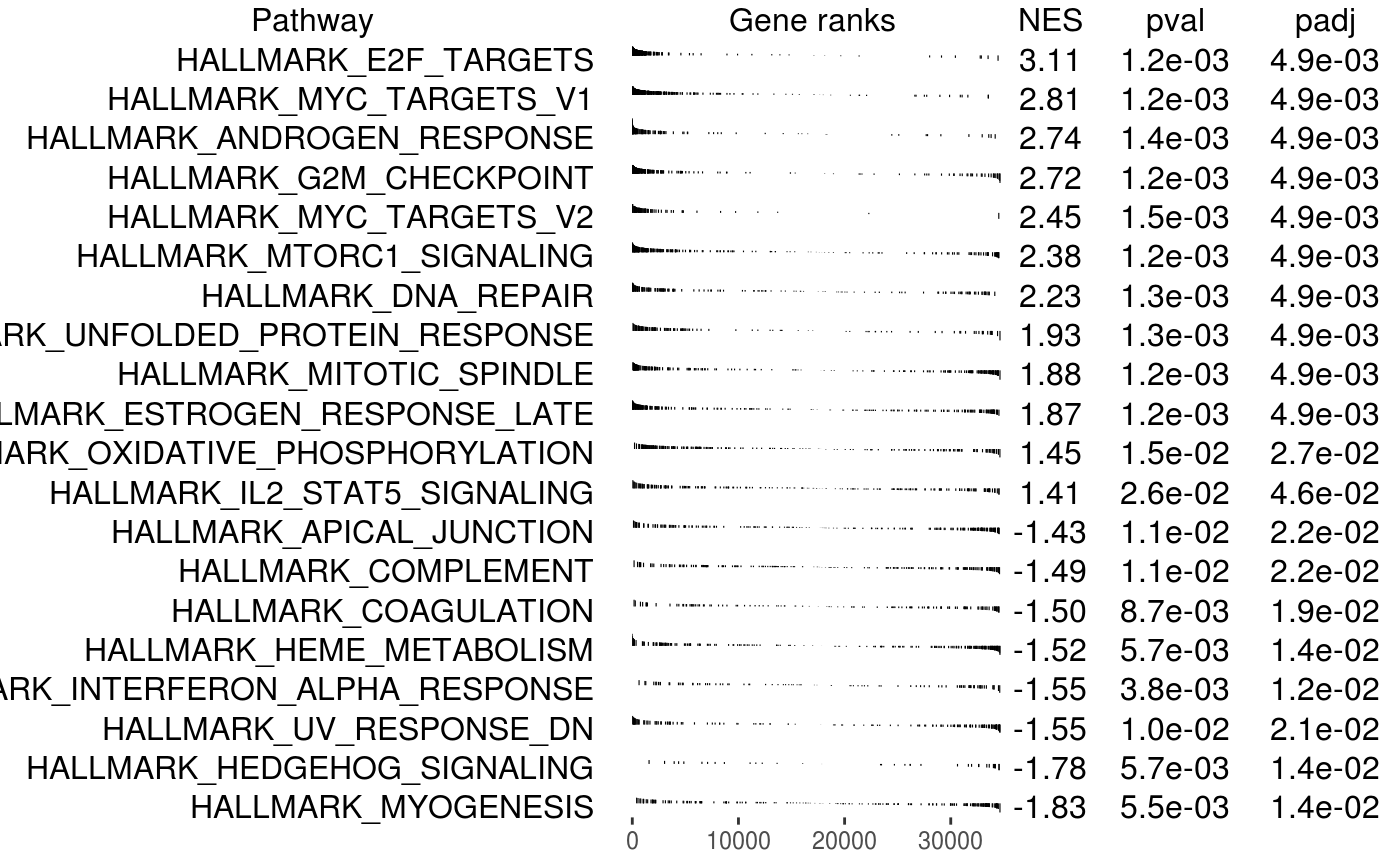 Pathway Gene ranks NES pval padj
HALLMARK_E2F_TARGETS 3.11 1.2e-03 4.9e-03
HALLMARK_MYC_TARGETS_V1 2.81 1.2e-03 4.9e-03
HALLMARK_ANDROGEN_RESPONSE 2.74 1.4e-03 4.9e-03
HALLMARK_G2M_CHECKPOINT 2.72 1.2e-03 4.9e-03
HALLMARK_MYC_TARGETS_V2 2.45 1.5e-03 4.9e-03
HALLMARK_MTORC1_SIGNALING 2.38 1.2e-03 4.9e-03
HALLMARK_DNA_REPAIR 2.23 1.3e-03 4.9e-03
RK_UNFOLDED_PROTEIN_RESPONSE 1.93 1.3e-03 4.9e-03
HALLMARK_MITOTIC_SPINDLE 1.88 1.2e-03 4.9e-03
LMARK_ESTROGEN_RESPONSE_LATE 1.87 1.2e-03 4.9e-03
ARK_OXIDATIVE_PHOSPHORYLATION 1.45 1.5e-02 2.7e-02
HALLMARK_IL2_STAT5_SIGNALING 1.41 2.6e-02 4.6e-02
HALLMARK_APICAL_JUNCTION -1.43 1.1e-02 2.2e-02
HALLMARK_COMPLEMENT -1.49 1.1e-02 2.2e-02
HALLMARK_COAGULATION -1.50 8.7e-03 1.9e-02
HALLMARK_HEME_METABOLISM -1.52 5.7e-03 1.4e-02
ARK_INTERFERON_ALPHA_RESPONSE -1.55 3.8e-03 1.2e-02
HALLMARK_UV_RESPONSE_DN -1.55 1.0e-02 2.1e-02
HALLMARK_HEDGEHOG_SIGNALING -1.78 5.7e-03 1.4e-02
HALLMARK_MYOGENESIS -1.83 5.5e-03 1.4e-02
0 10000 20000 30000